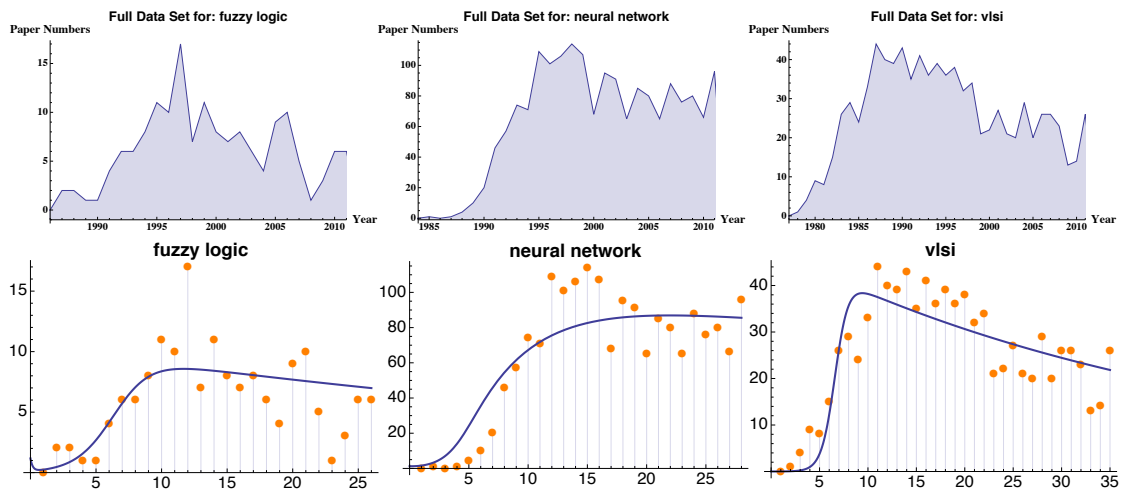 Full Data Set for: fuzzy logic
Paper Numbers
15
10
5
0
1990 1995 2000 2005 2010 Year
Full Data Set for: neural network
Paper Numbers
100
80
60
40
20
0
1985 1990 1995 2000 2005 2010 Year
Full Data Set for: vlsi
Paper Numbers
40
30
20
10
0
1980 1985 1990 1995 2000 2005 2010 Year
fuzzy logic
15
10
5
5 10 15 20 25
neural network
100
80
60
40
20
5 10 15 20 25
vlsi
40
30
20
10
0
5 10 15 20 25 30 35